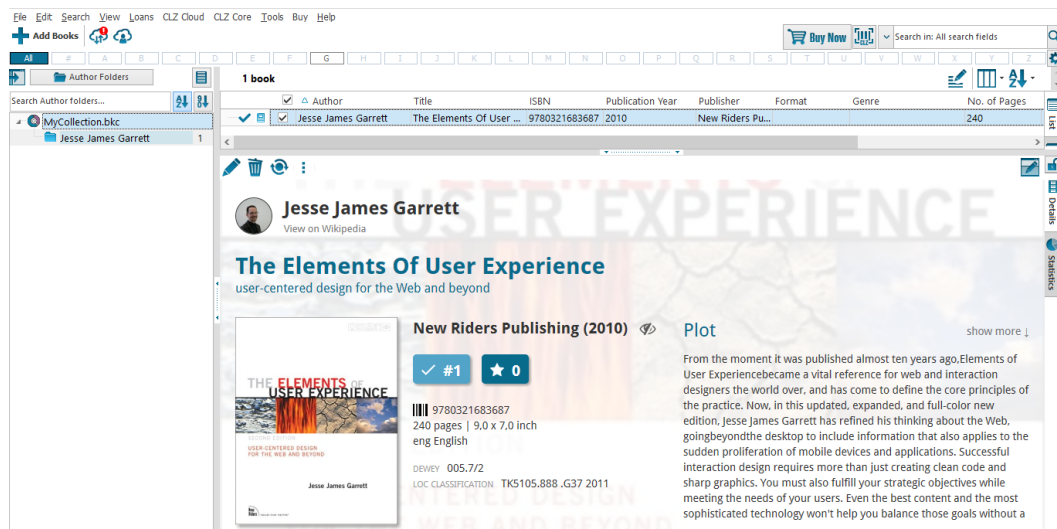 File Edit Search View Loans CLZ Cloud CLZ Core Tools Buy Help
Add Books
Buy Now
Search in: All search fields
All # A B C D E F G H I J K L M N O P Q R S T U V W X Y Z
Author Folders
1 book
Search Author folders...
Author Title ISBN Publication Year Publisher Format Genre No. of Pages
MyCollection.bkc
Jesse James Garrett The Elements Of User ... 9780321683687 2010 New Riders Pu... 240
Jesse James Garrett 1
List
Details
Statistics
USER EXPERIENCE
Jesse James Garrett
View on Wikipedia
The Elements Of User Experience
user-centered design for the Web and beyond
New Riders Publishing (2010)
#1
0
9780321683687
240 pages | 9,0 x 7,0 inch
eng English
DEWEY 005.7/2
LOC CLASSIFICATION TK5105.888 .G37 2011
THE ELEMENTS OF
USER EXPERIENCE
SECOND EDITION
USER-CENTERED DESIGN
FOR THE WEB AND BEYOND
Jesse James Garrett
Plot
show more ↓
From the moment it was published almost ten years ago,Elements of
User Experiencebecame a vital reference for web and interaction
designers the world over, and has come to define the core principles of
the practice. Now, in this updated, expanded, and full-color new
edition, Jesse James Garrett has refined his thinking about the Web,
goingbeyondthe desktop to include information that also applies to the
sudden proliferation of mobile devices and applications. Successful
interaction design requires more than just creating clean code and
sharp graphics. You must also fulfill your strategic objectives while
meeting the needs of your users. Even the best content and the most
sophisticated technology won't help you balance those goals without a